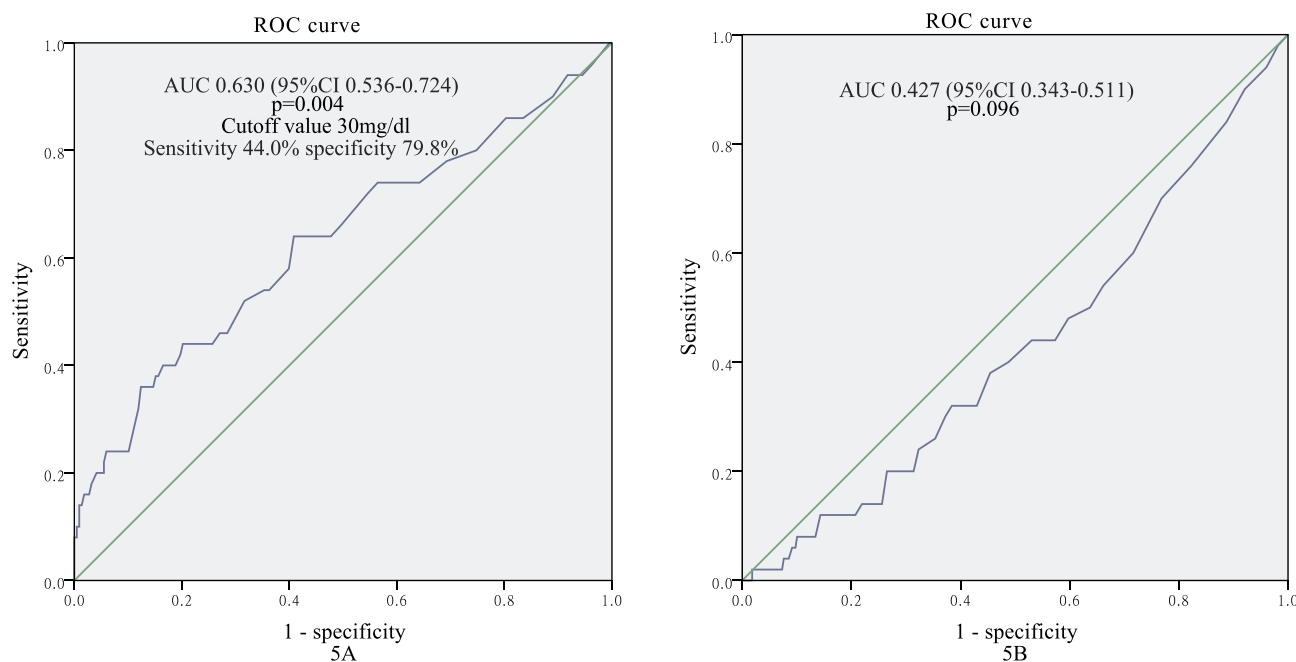 ROC curve
AUC 0.630 (95%CI 0.536-0.724)
p=0.004
Cutoff value 30mg/dl
Sensitivity 44.0% specificity 79.8%
Sensitivity
1.0
0.8
0.6
0.4
0.2
0.0
0.0 0.2 0.4 0.6 0.8 1.0
1 - specificity
5A
ROC curve
AUC 0.427 (95%CI 0.343-0.511)
p=0.096
Sensitivity
1.0
0.8
0.6
0.4
0.2
0.0
0.0 0.2 0.4 0.6 0.8 1.0
1 - specificity
5B